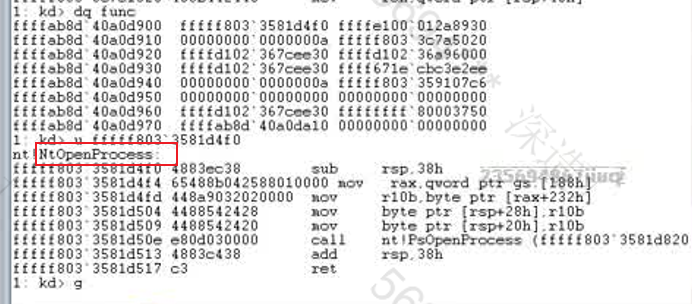 1: kd> dq func
ffffab8d`40a0d900 fffff803`3581d4f0 ffffe100`012a8930
ffffab8d`40a0d910 00000000`0000000a fffff803`3c7a5020
ffffab8d`40a0d920 ffffd102`367cee30 ffffd102`36a96000
ffffab8d`40a0d930 ffffd102`367cee30 ffff671e`cbc3e2ee
ffffab8d`40a0d940 00000000`0000000a fffff803`359107c6
ffffab8d`40a0d950 00000000`00000000 00000000`00000000
ffffab8d`40a0d960 ffffd102`367cee30 ffffffff`80003750
ffffab8d`40a0d970 ffffab8d`40a0da10 00000000`00000000
1: kd> u fffff803`3581d4f0
nt!NtOpenProcess:
fffff803`3581d4f0 4883ec38 sub rsp,38h
fffff803`3581d4f4 65488b042588010000 mov rax,qword ptr gs:[188h]
fffff803`3581d4fd 448a9032020000 mov r10b,byte ptr [rax+232h]
fffff803`3581d504 4488542428 mov byte ptr [rsp+28h],r10b
fffff803`3581d509 4488542420 mov byte ptr [rsp+20h],r10b
fffff803`3581d50e e80d030000 call nt!PsOpenProcess (fffff803`3581d820
fffff803`3581d513 4883c438 add rsp,38h
fffff803`3581d517 c3 ret
1: kd> g